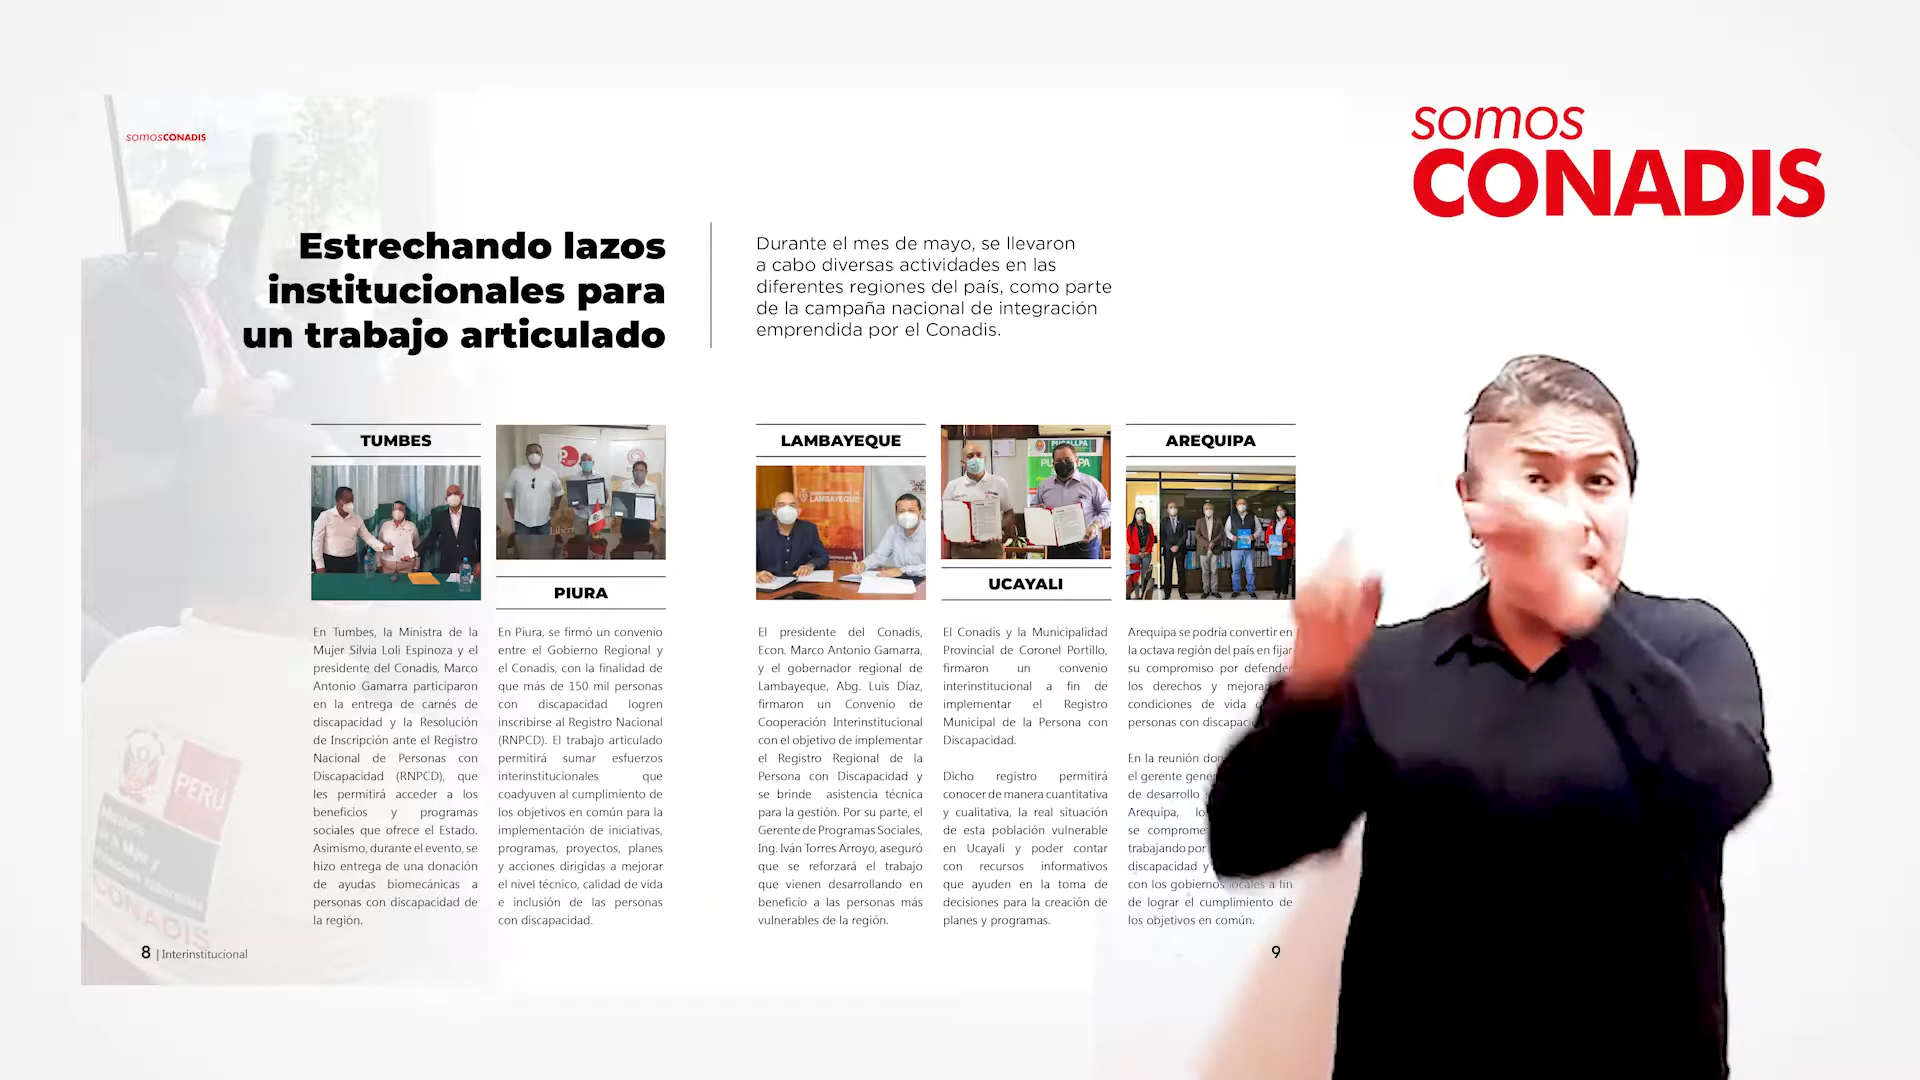 somosCONADIS
somos
CONADIS
Estrechando lazos
institucionales para
un trabajo articulado
Durante el mes de mayo, se llevaron
a cabo diversas actividades en las
diferentes regiones del país, como parte
de la campaña nacional de integración
emprendida por el Conadis.
TUMBES
En Tumbes, la Ministra de la
Mujer Silvia Loli Espinoza y el
presidente del Conadis, Marco
Antonio Gamarra participaron
en la entrega de carnés de
discapacidad y la Resolución
de Inscripción ante el Registro
Nacional de Personas con
Discapacidad (RNPCD), que
les permitirá acceder a los
beneficios y programas
sociales que ofrece el Estado.
Asimismo, durante el evento, se
hizo entrega de una donación
de ayudas biomecánicas a
personas con discapacidad de
la región.
PIURA
En Piura, se firmó un convenio
entre el Gobierno Regional y
el Conadis, con la finalidad de
que más de 150 mil personas
con discapacidad logren
inscribirse al Registro Nacional
(RNPCD). El trabajo articulado
permitirá sumar esfuerzos
interinstitucionales que
coadyuven al cumplimiento de
los objetivos en común para la
implementación de iniciativas,
programas, proyectos, planes
y acciones dirigidas a mejorar
el nivel técnico, calidad de vida
e inclusión de las personas
con discapacidad.
LAMBAYEQUE
LAMBAYEQUE
El presidente del Conadis,
Econ. Marco Antonio Gamarra,
y el gobernador regional de
Lambayeque, Abg. Luis Díaz,
firmaron un Convenio de
Cooperación Interinstitucional
con el objetivo de implementar
el Registro Regional de la
Persona con Discapacidad y
se brinde asistencia técnica
para la gestión. Por su parte, el
Gerente de Programas Sociales,
Ing. Iván Torres Arroyo, aseguró
que se reforzará el trabajo
que vienen desarrollando en
beneficio a las personas más
vulnerables de la región.
PUCALLPA
UCAYALI
El Conadis y la Municipalidad
Provincial de Coronel Portillo,
firmaron un convenio
interinstitucional a fin de
implementar el Registro
Municipal de la Persona con
Discapacidad.
Dicho registro permitirá
conocer de manera cuantitativa
y cualitativa, la real situación
de esta población vulnerable
en Ucayali y poder contar
con recursos informativos
que ayuden en la toma de
decisiones para la creación de
planes y programas.
AREQUIPA
Arequipa se podría convertir en
la octava región del país en fijar
su compromiso por defender
los derechos y
condiciones de vida
personas con
En la reunión
el gerente
de desarrollo
Arequipa,
se
trabajando por
discapacidad y
con los gobiernos locales a fin
de lograr el cumplimiento de
los objetivos en común.
PERÚ
CONADIS
8 | Interinstitucional
9